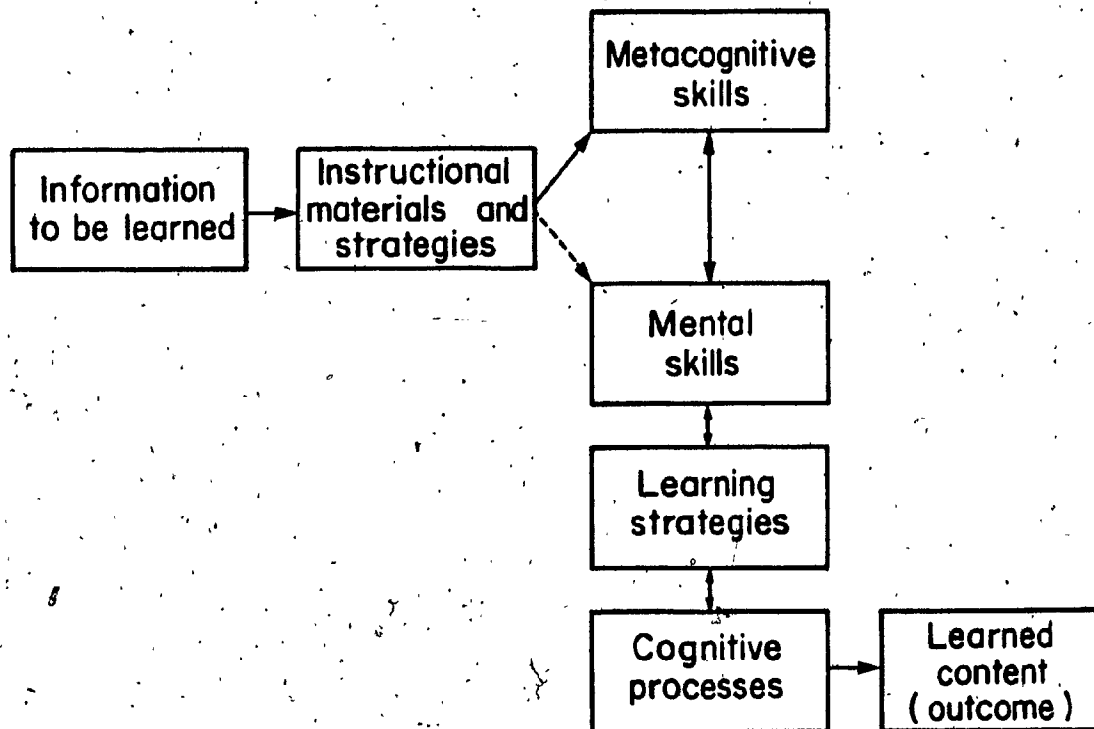 Metacognitive
skills
Information
to be learned
Instructional
materials and
strategies
Mental
skills
Learning
strategies
Cognitive
processes
Learned
content
( outcome )